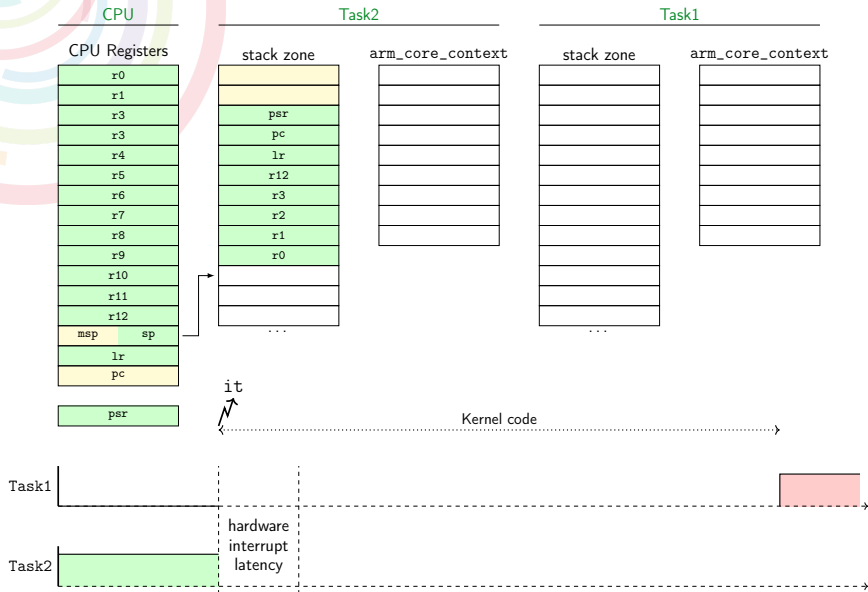 CPU Task2 Task1
CPU Registers stack zone arm_core_context stack zone arm_core_context
r0
r1
r3 psr
r3 pc
r4 lr
r5 r12
r6 r3
r7 r2
r8 r1
r9 r0
r10
r11
r12
msp sp ... ...
lr
pc
it
psr
Kernel code
Task1
hardware
interrupt
latency
Task2